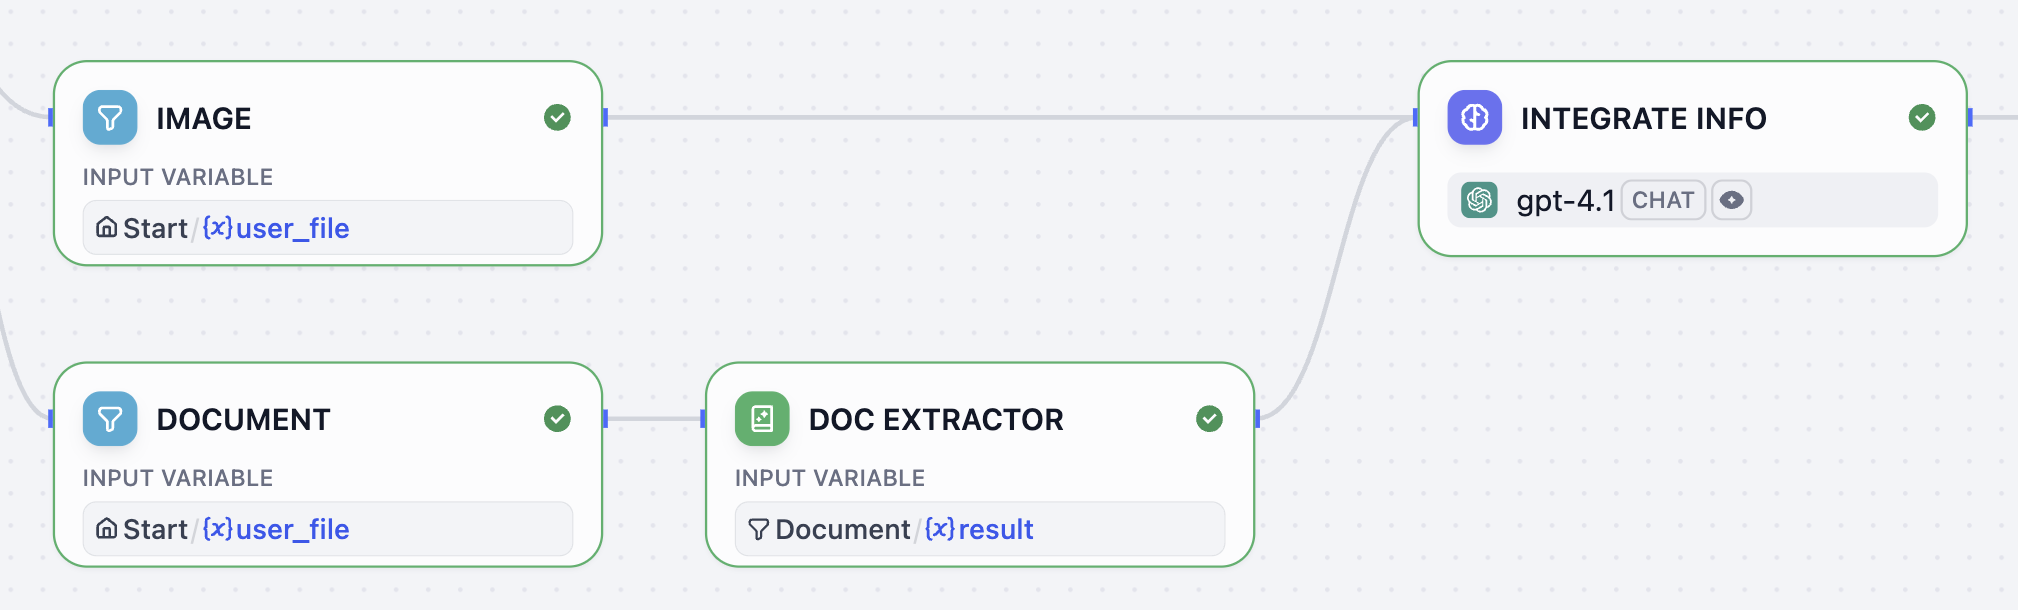 IMAGE
INPUT VARIABLE
Start/{x}user_file
INTEGRATE INFO
gpt-4.1 CHAT
DOCUMENT
INPUT VARIABLE
Start/{x}user_file
DOC EXTRACTOR
INPUT VARIABLE
Document/{x}result